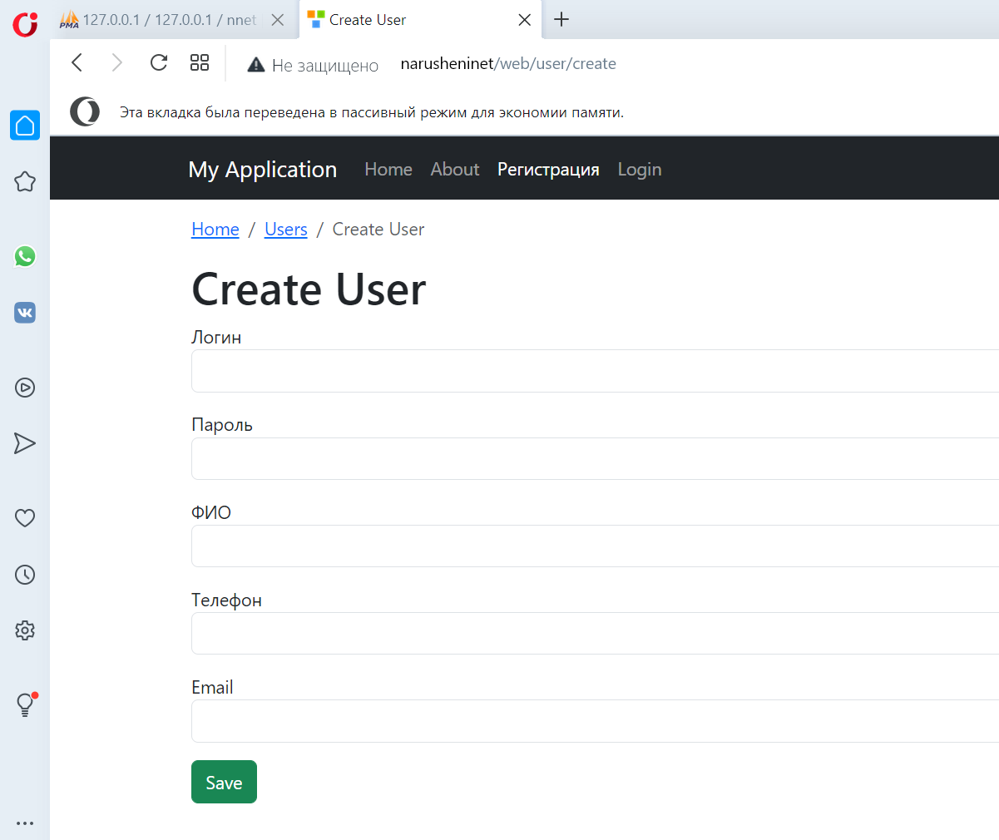 PMA 127.0.0.1 / 127.0.0.1 / nnet
Create User
Не защищено narusheninet/web/user/create
Эта вкладка была переведена в пассивный режим для экономии памяти.
My Application Home About Регистрация Login
Home / Users / Create User
Create User
Логин
Пароль
ФИО
Телефон
Email
Save